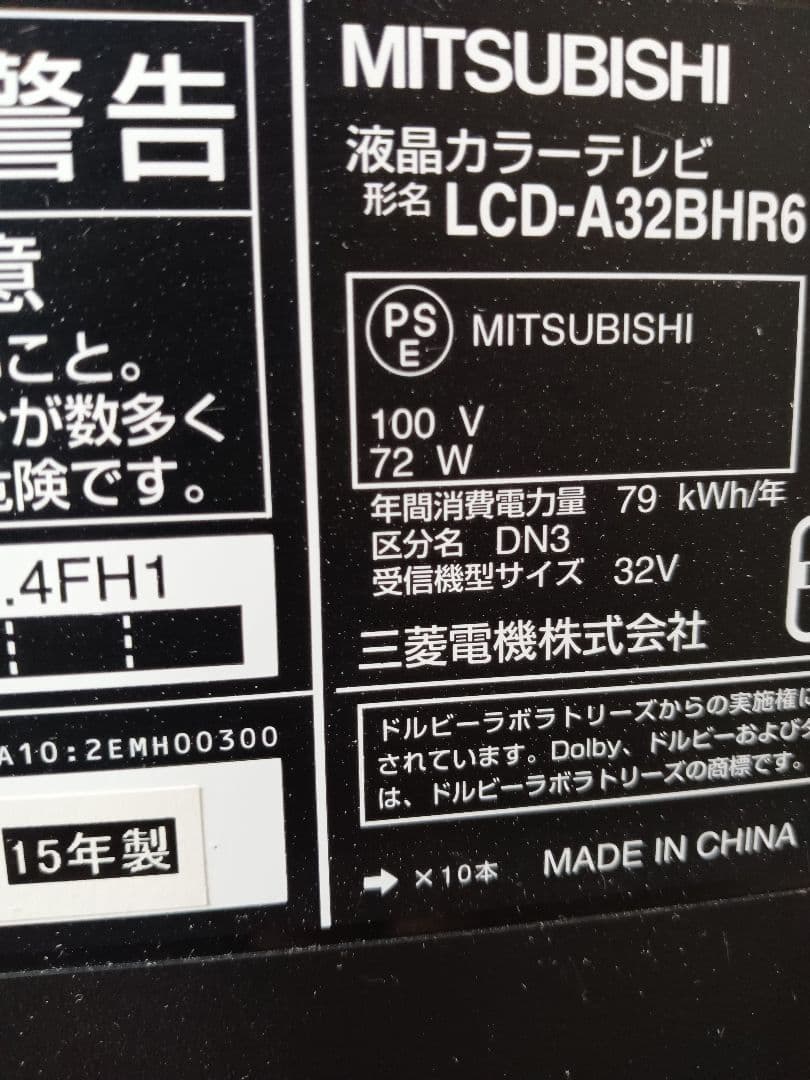 警告
意
こと。
が数多く
険です。
.4FH1
A10:2EMH00300
15年製
MITSUBISHI
液晶カラーテレビ
形名 LCD-A32BHR6
PSE MITSUBISHI
100 V
72 W
年間消費電力量 79 kWh/年
区分名 DN3
受信機型サイズ 32V
三菱電機株式会社
ドルビーラボラトリーズからの実施権に
されています。Dolby、ドルビーおよび
は、ドルビーラボラトリーズの商標です。
➡ ×10本 MADE IN CHINA